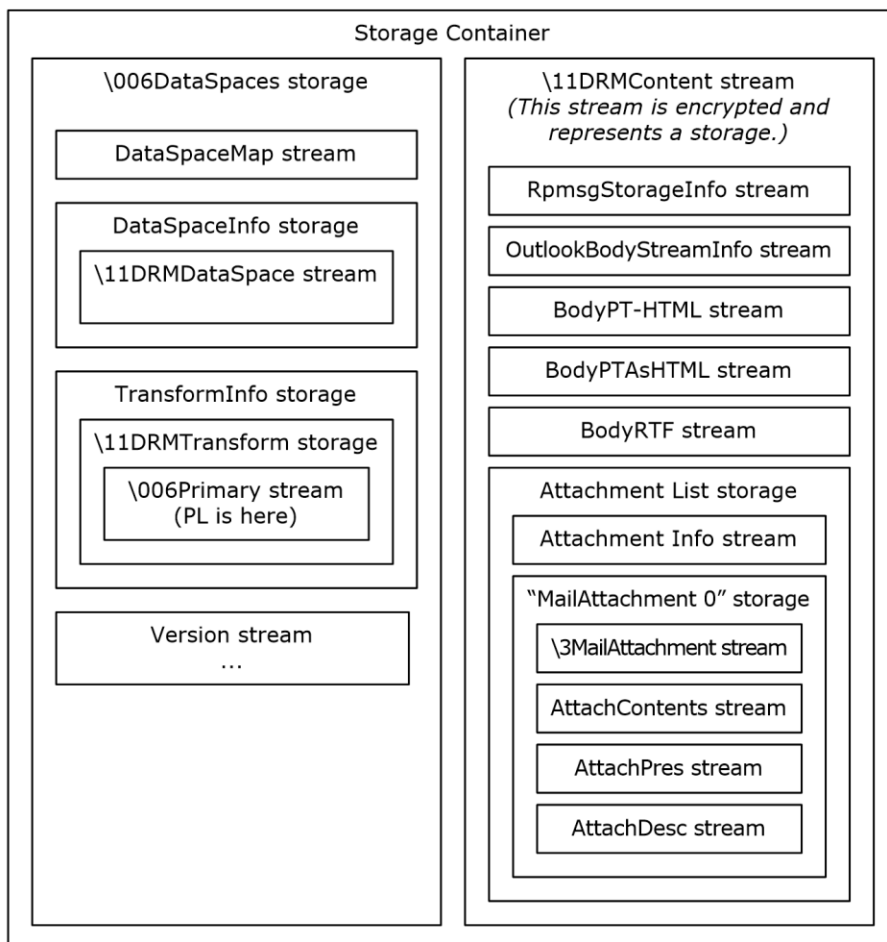 Storage Container
\006DataSpaces storage
DataSpaceMap stream
DataSpaceInfo storage
\11DRMDataSpace stream
TransformInfo storage
\11DRMTransform storage
\006Primary stream
(PL is here)
Version stream
...
\11DRMContent stream
(This stream is encrypted and
represents a storage.)
RpmsgStorageInfo stream
OutlookBodyStreamInfo stream
BodyPT-HTML stream
BodyPTAsHTML stream
BodyRTF stream
Attachment List storage
Attachment Info stream
“MailAttachment 0” storage
\3MailAttachment stream
AttachContents stream
AttachPres stream
AttachDesc stream